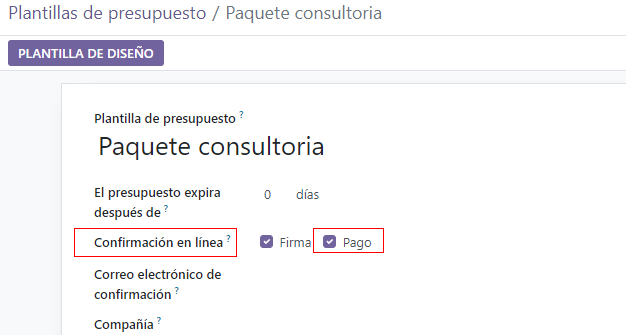 Plantillas de presupuesto / Paquete consultoria
PLANTILLA DE DISEÑO
Plantilla de presupuesto ?
Paquete consultoria
El presupuesto expira después de ? 0 días
Confirmación en línea ? Firma Pago
Correo electrónico de confirmación ?
Compañía ?